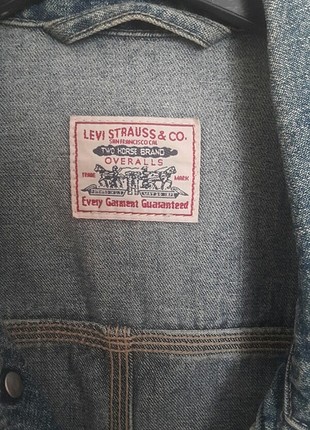 LEVI STRAUSS & CO.
SAN FRANCISCO CAL
TWO HORSE BRAND
OVERALLS
TRADE MARK
Every Garment Guaranteed